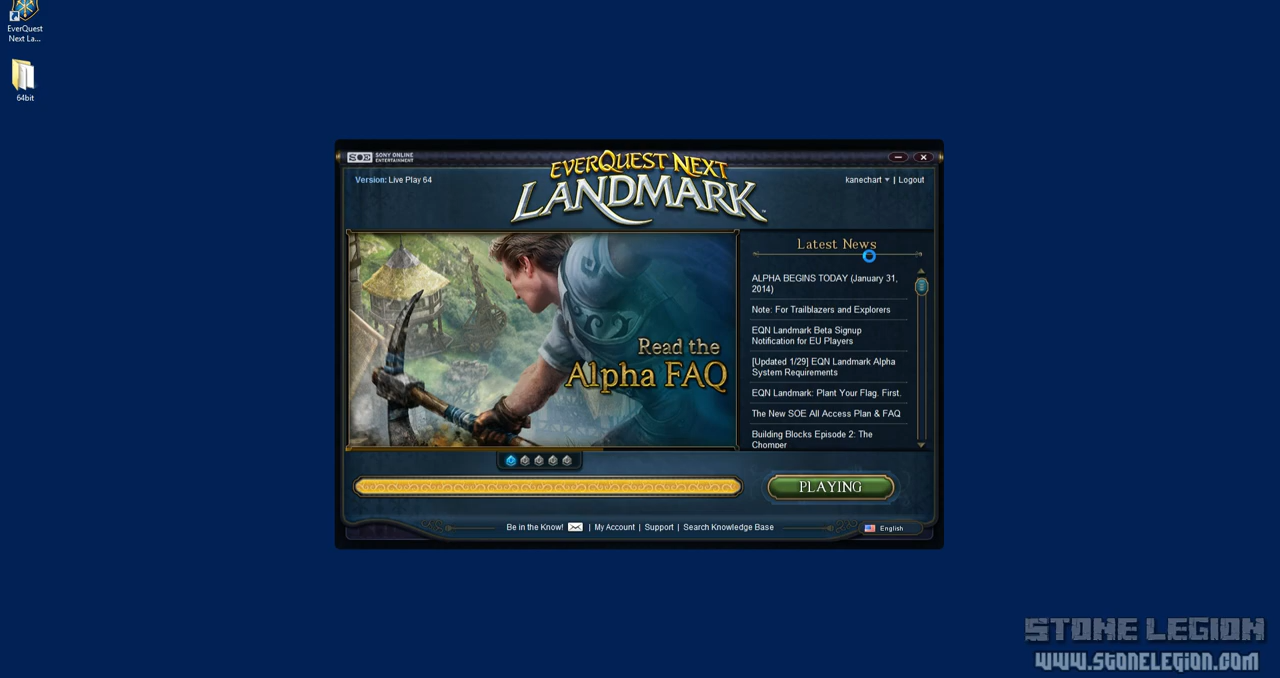 EverQuest
Next La...
64bit
SOE SONY ONLINE
ENTERTAINMENT
EVERQUEST NEXT
LANDMARK™
Version: Live Play 64
kanechart | Logout
Read the
Alpha FAQ
Latest News
ALPHA BEGINS TODAY (January 31,
2014)
Note: For Trailblazers and Explorers
EQN Landmark Beta Signup
Notification for EU Players
[Updated 1/29] EQN Landmark Alpha
System Requirements
EQN Landmark: Plant Your Flag. First.
The New SOE All Access Plan & FAQ
Building Blocks Episode 2: The
Chomper
PLAYING
Be in the Know! | My Account | Support | Search Knowledge Base
English
STONE LEGION
www.stonelegion.com